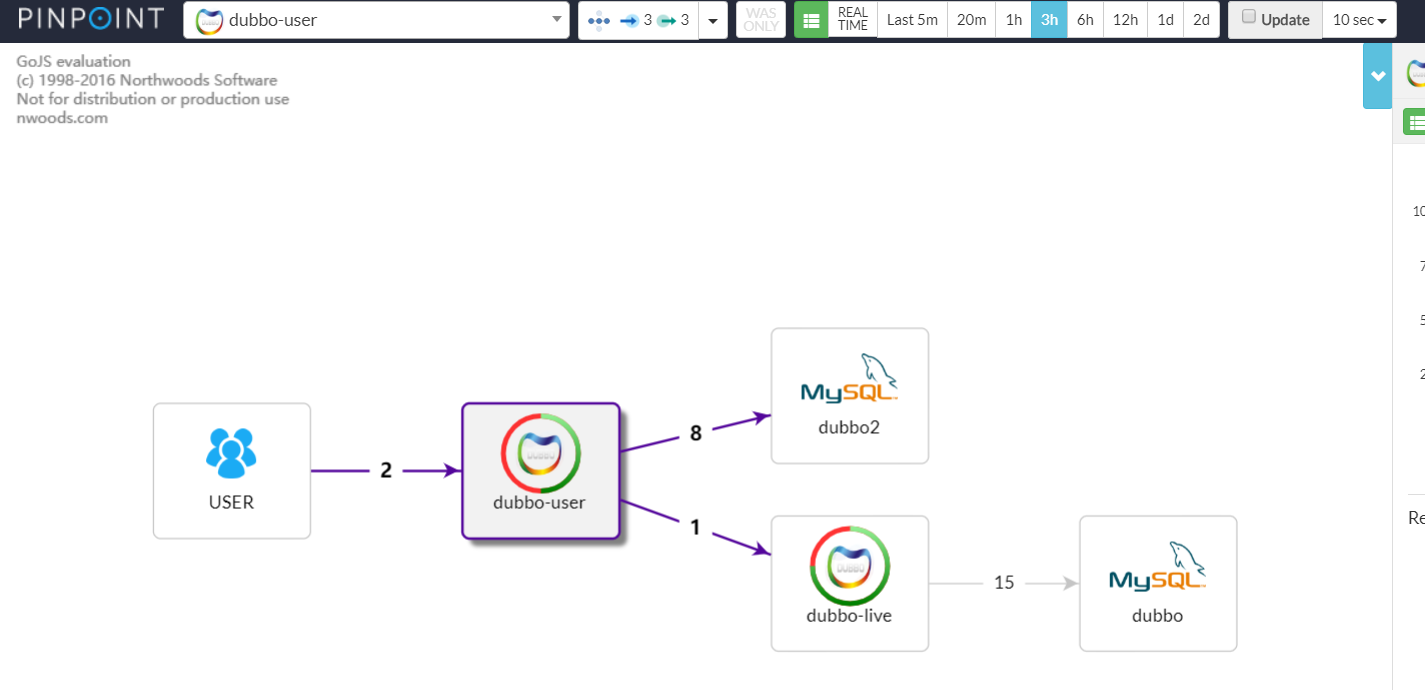 PINPOINT
dubbo-user
3 3
WAS
ONLY
REAL
TIME
Last 5m
20m
1h
3h
6h
12h
1d
2d
Update
10 sec
GoJS evaluation
(c) 1998-2016 Northwoods Software
Not for distribution or production use
nwoods.com
10
7
5
2
MySQL
dubbo2
8
USER
2
DUBBO
dubbo-user
1
DUBBO
dubbo-live
15
MySQL
dubbo
Re